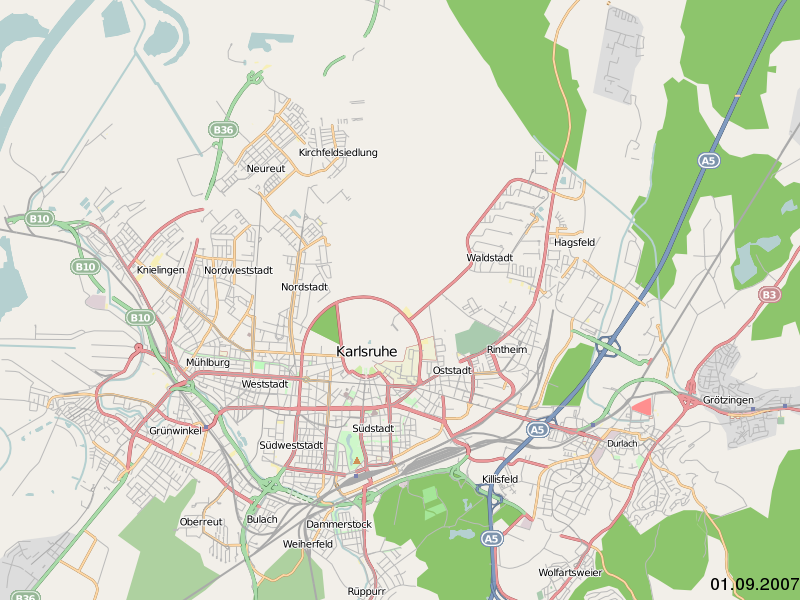 B36
Kirchfeldsiedlung
Neureut
A5
B10
Hagsfeld
Waldstadt
B10
Knielingen
Nordweststadt
Nordstadt
B3
B10
Karlsruhe
Rintheim
Mühlburg
Oststadt
Weststadt
Grötzingen
Südstadt
Grünwinkel
A5
Südweststadt
Durlach
Killisfeld
Oberreut
Bulach
Dammerstock
A5
Weiherfeld
Wolfartsweier
01.09.2007
Rüppurr
B36